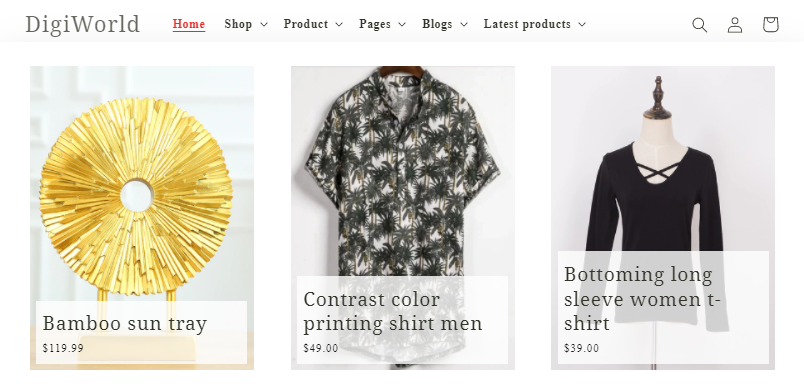 DigiWorld Home Shop Product Pages Blogs Latest products
Bamboo sun tray
$119.99
Contrast color
printing shirt men
$49.00
Bottoming long
sleeve women t-
shirt
$39.00